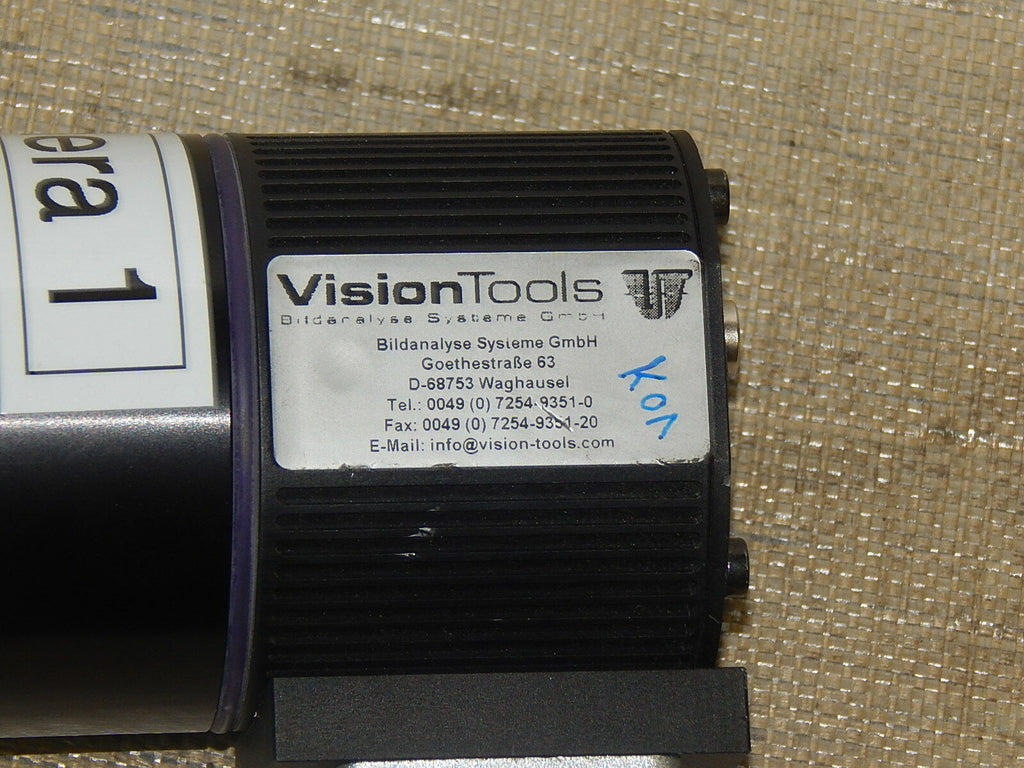 era 1
VisionTools
Bildanalyse Systeme GmbH
Bildanalyse Systeme GmbH
Goethestraße 63
D-68753 Waghausel
Tel.: 0049 (0) 7254-9351-0
Fax: 0049 (0) 7254-9351-20
E-Mail: info@vision-tools.com